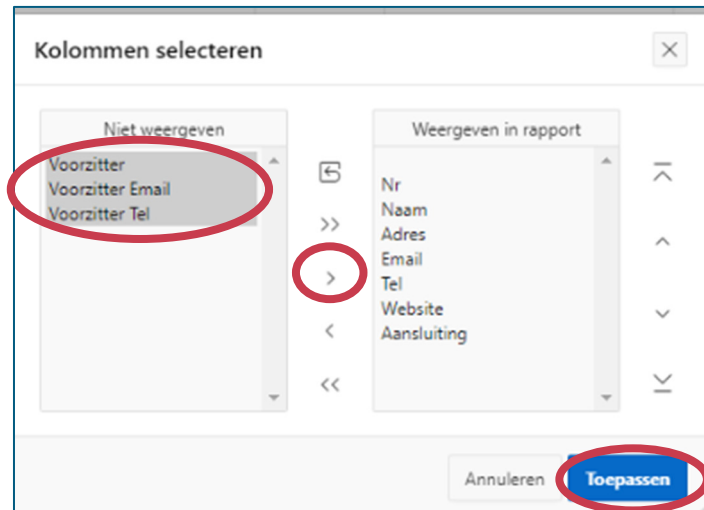 Kolommen selecteren
Niet weergeven
Voorzitter
Voorzitter Email
Voorzitter Tel
>>
>
<
<<
Weergeven in rapport
Nr
Naam
Adres
Email
Tel
Website
Aansluiting
Annuleren
Toepassen